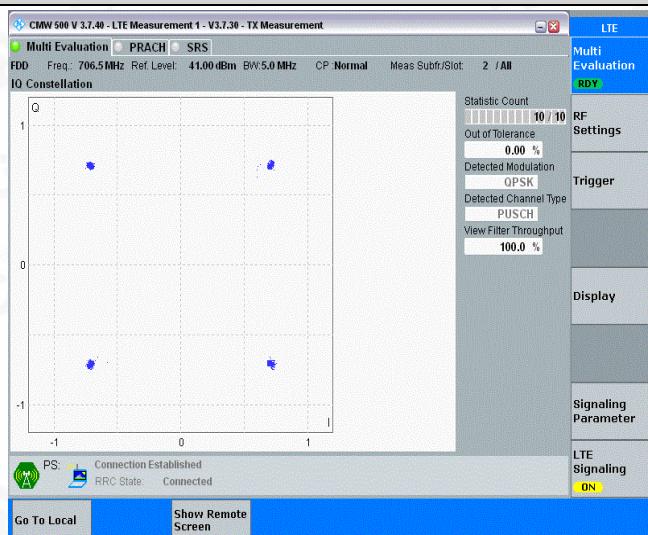 CMW 500 V 3.7.40 - LTE Measurement 1 - V3.7.30 - TX Measurement
LTE
Multi Evaluation PRACH SRS
FDD Freq.: 706.5 MHz Ref. Level: 41.00 dBm BW: 5.0 MHz CP :Normal Meas Subfr./Slot: 2 / All
IQ Constellation
Q
1
0
-1
-1 0 1
I
Statistic Count
10 / 10
Out of Tolerance
0.00 %
Detected Modulation
QPSK
Detected Channel Type
PUSCH
View Filter Throughput
100.0 %
Multi
Evaluation
RDY
RF
Settings
Trigger
Display
Signaling
Parameter
LTE
Signaling
ON
PS: Connection Established
RRC State: Connected
Go To Local
Show Remote
Screen